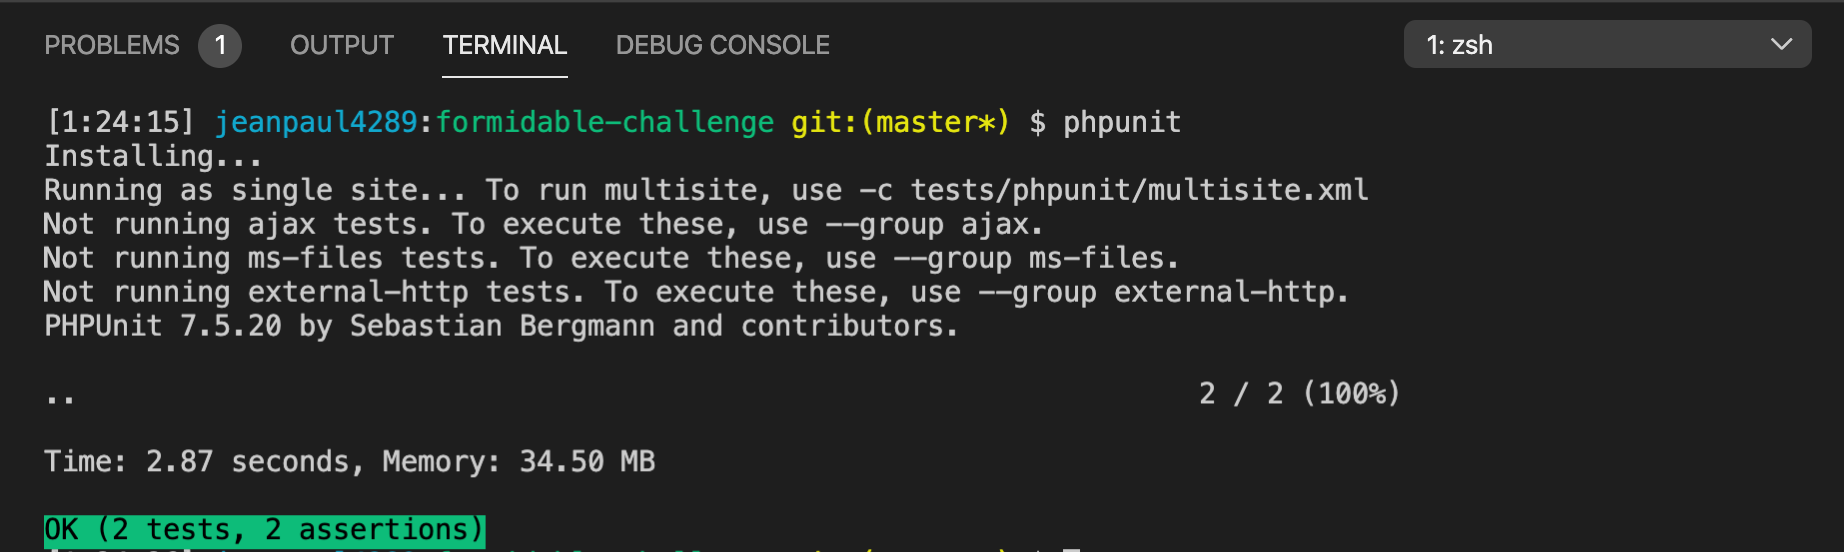 PROBLEMS 1 OUTPUT TERMINAL DEBUG CONSOLE 1: zsh
[1:24:15] jeanpaul4289:formidable-challenge git:(master*) $ phpunit
Installing...
Running as single site... To run multisite, use -c tests/phpunit/multisite.xml
Not running ajax tests. To execute these, use --group ajax.
Not running ms-files tests. To execute these, use --group ms-files.
Not running external-http tests. To execute these, use --group external-http.
PHPUnit 7.5.20 by Sebastian Bergmann and contributors.
.. 2 / 2 (100%)
Time: 2.87 seconds, Memory: 34.50 MB
OK (2 tests, 2 assertions)